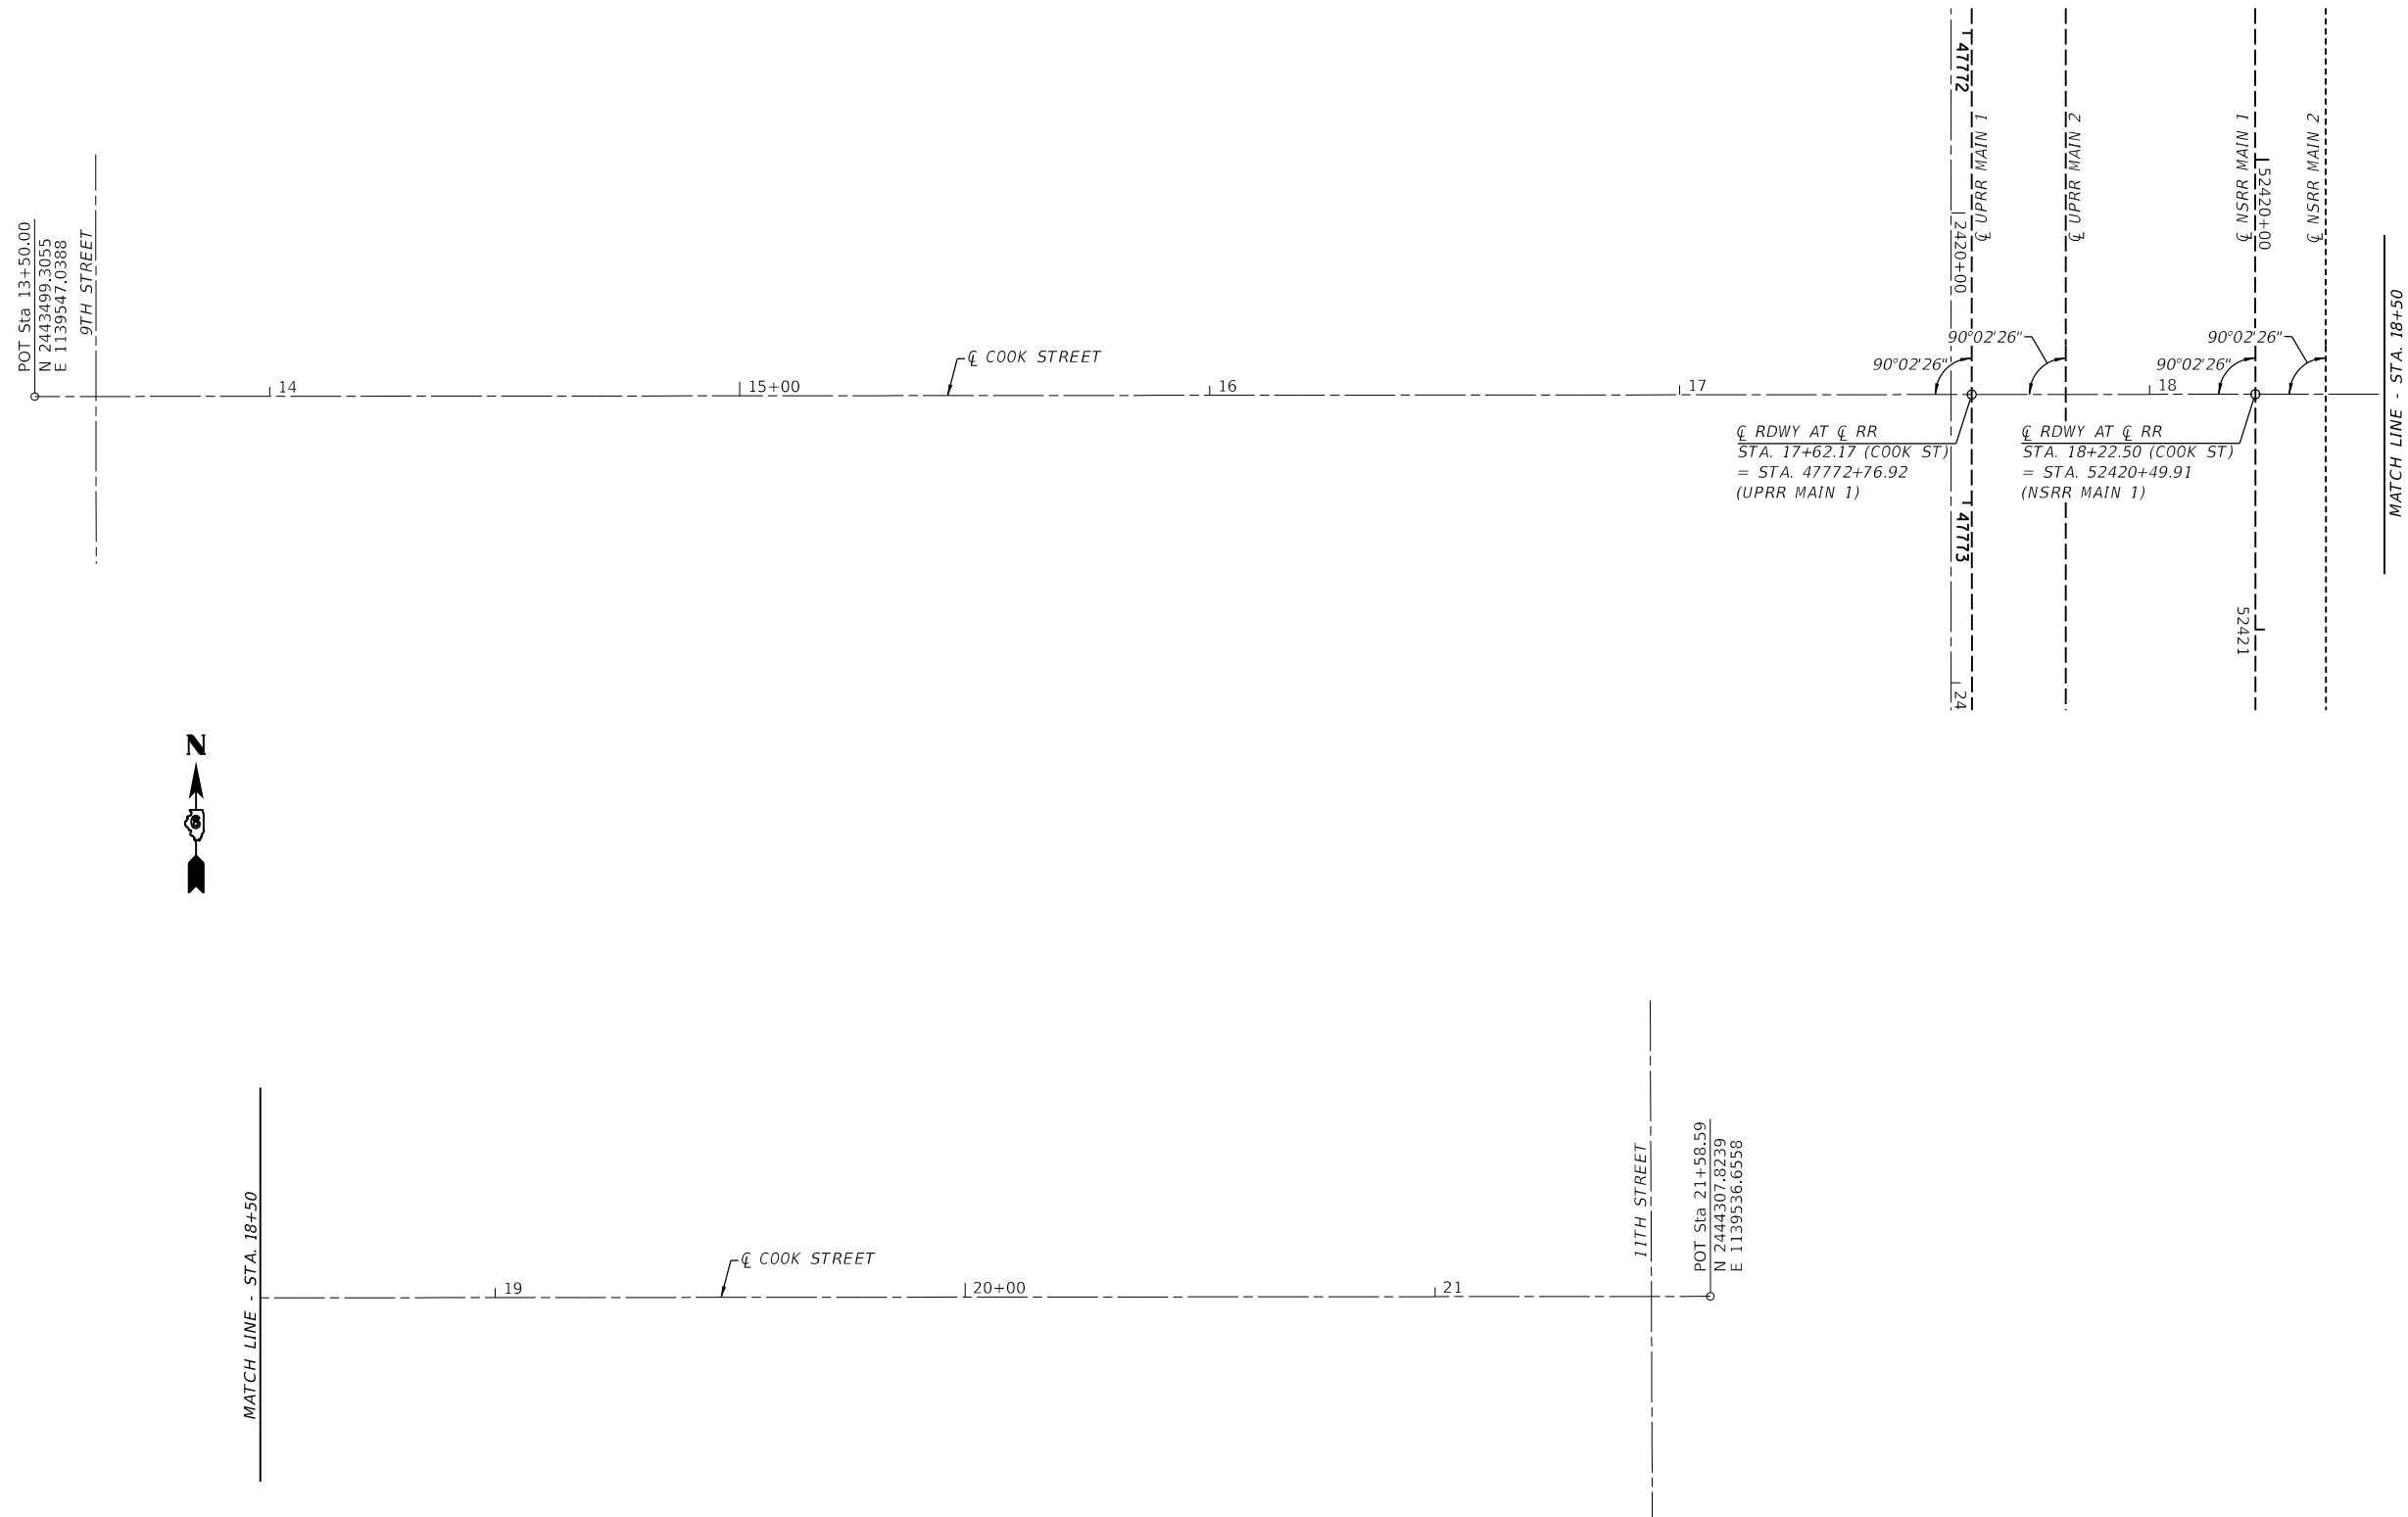 POT Sta 13+50.00
N 2443499.3055
E 1139547.0388
9TH STREET
14
15+00
℄ COOK STREET
16
17
18
47772
2420+00
℄ UPRR MAIN 1
℄ UPRR MAIN 2
℄ NSRR MAIN 1
52420+00
℄ NSRR MAIN 2
90°02'26"
90°02'26"
90°02'26"
90°02'26"
℄ RDWY AT ℄ RR
STA. 17+62.17 (COOK ST)
= STA. 47772+76.92
(UPRR MAIN 1)
℄ RDWY AT ℄ RR
STA. 18+22.50 (COOK ST)
= STA. 52420+49.91
(NSRR MAIN 1)
47773
24
52421
MATCH LINE - STA. 18+50
N
6
MATCH LINE - STA. 18+50
19
℄ COOK STREET
20+00
21
11TH STREET
POT Sta 21+58.59
N 2444307.8239
E 1139536.6558